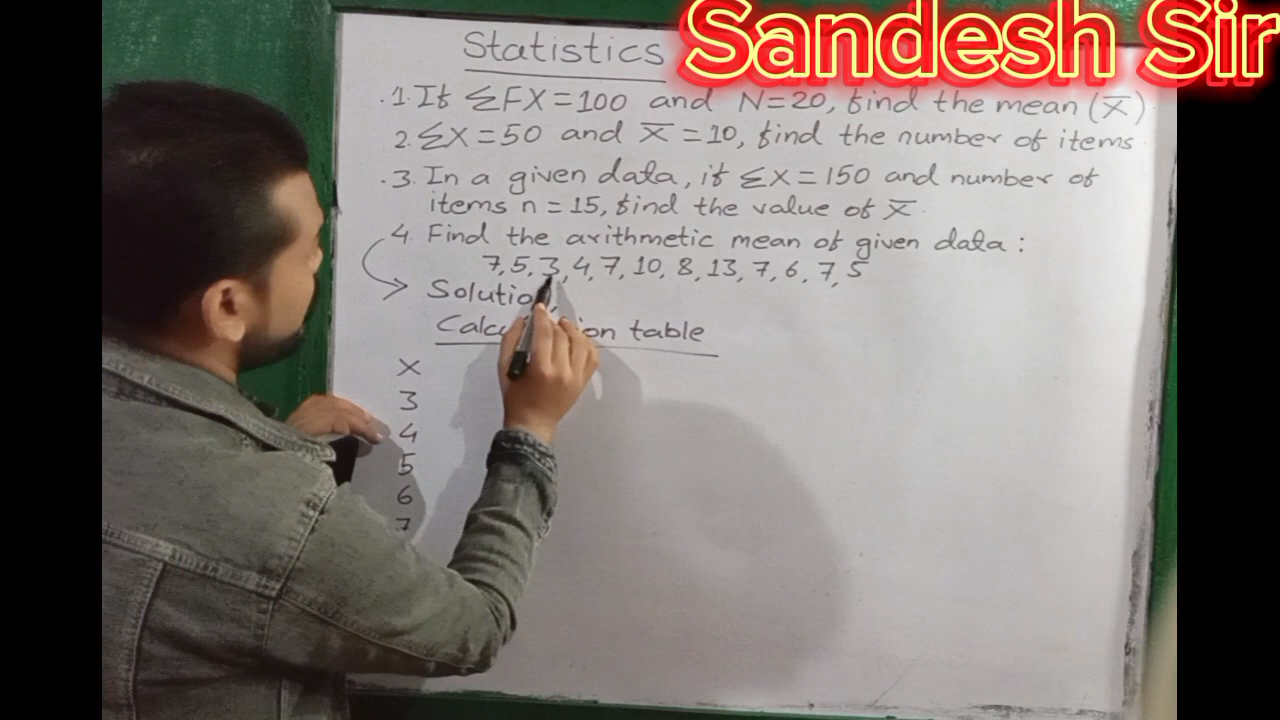 Statistics
Sandesh Sir
.1. If ΣFX = 100 and N = 20, find the mean (X̅)
2. ΣX = 50 and X̅ = 10, find the number of items
.3. In a given data, if ΣX = 150 and number of
items n = 15, find the value of X̅.
4. Find the arithmetic mean of given data :
7, 5, 3, 4, 7, 10, 8, 13, 7, 6, 7, 5
table
X
3
4
5
6
7